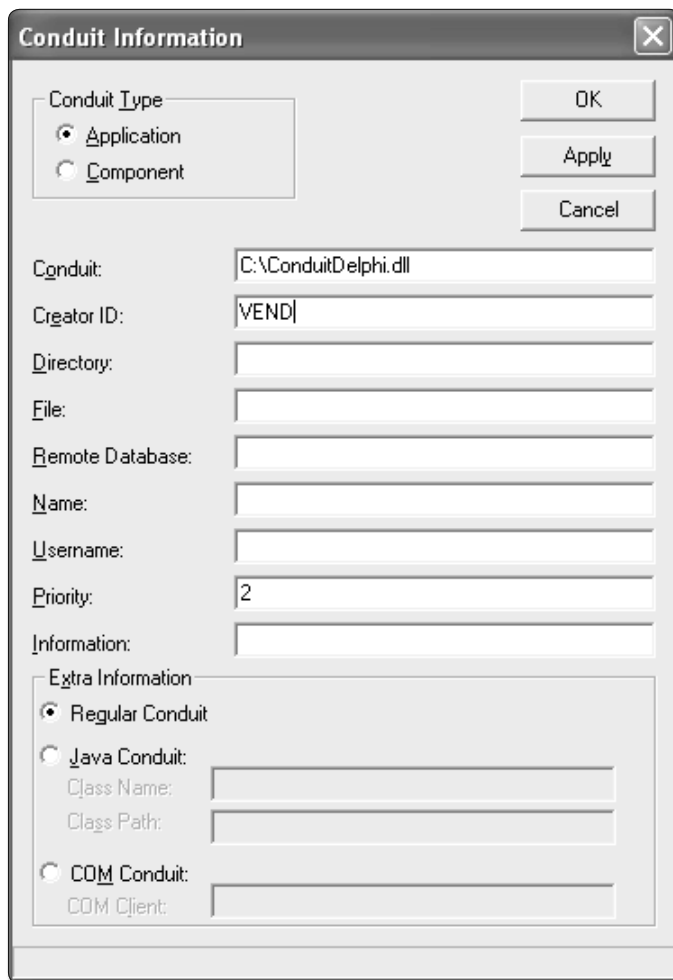 Conduit Information
Conduit Type
Application
Component
OK
Apply
Cancel
Conduit: C:\ConduitDelphi.dll
Creator ID: VEND
Directory:
File:
Remote Database:
Name:
Username:
Priority: 2
Information:
Extra Information
Regular Conduit
Java Conduit:
Class Name:
Class Path:
COM Conduit:
COM Client: